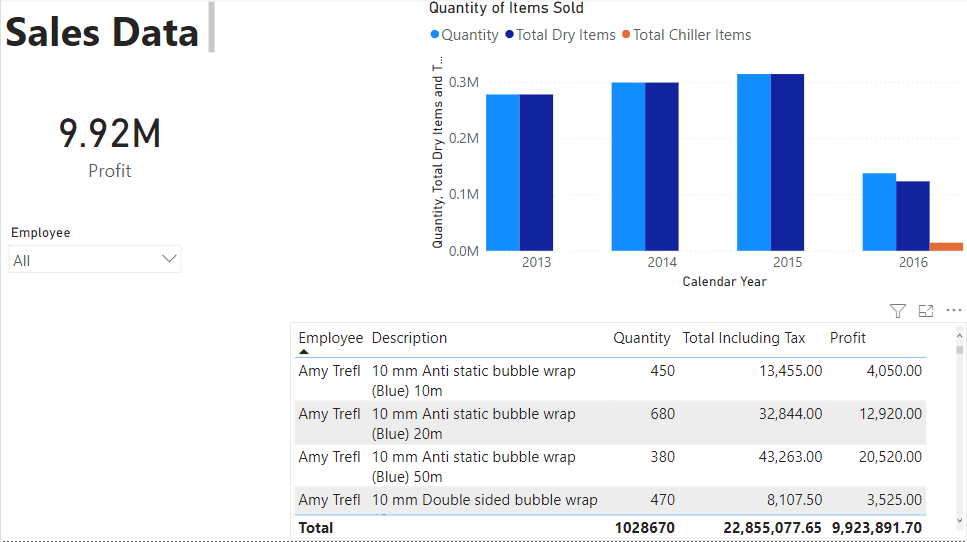 Sales Data
9.92M
Profit
Employee
All
Quantity of Items Sold
Quantity Total Dry Items Total Chiller Items
Quantity, Total Dry Items and T...
0.3M
0.2M
0.1M
0.0M
2013 2014 2015 2016
Calendar Year
Employee Description Quantity Total Including Tax Profit
Amy Trefl 10 mm Anti static bubble wrap 450 13,455.00 4,050.00
(Blue) 10m
Amy Trefl 10 mm Anti static bubble wrap 680 32,844.00 12,920.00
(Blue) 20m
Amy Trefl 10 mm Anti static bubble wrap 380 43,263.00 20,520.00
(Blue) 50m
Amy Trefl 10 mm Double sided bubble wrap 470 8,107.50 3,525.00
Total 1028670 22,855,077.65 9,923,891.70